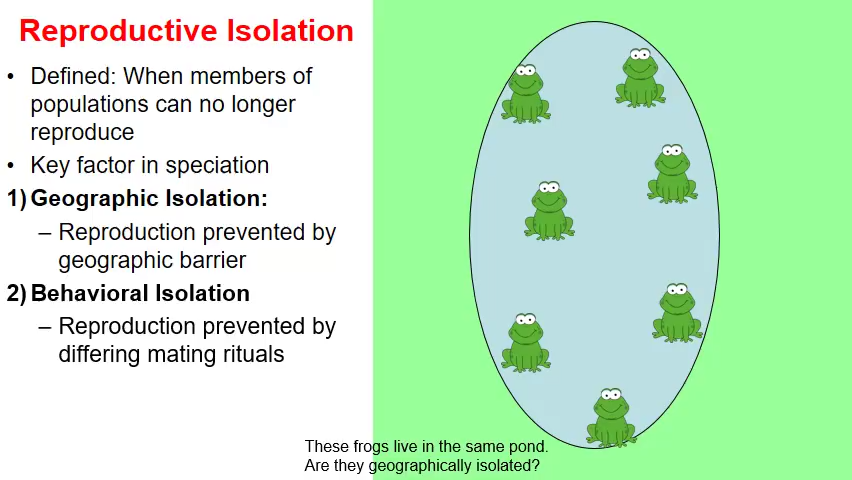 Reproductive Isolation
• Defined: When members of
populations can no longer
reproduce
• Key factor in speciation
1) Geographic Isolation:
– Reproduction prevented by
geographic barrier
2) Behavioral Isolation
– Reproduction prevented by
differing mating rituals
These frogs live in the same pond.
Are they geographically isolated?